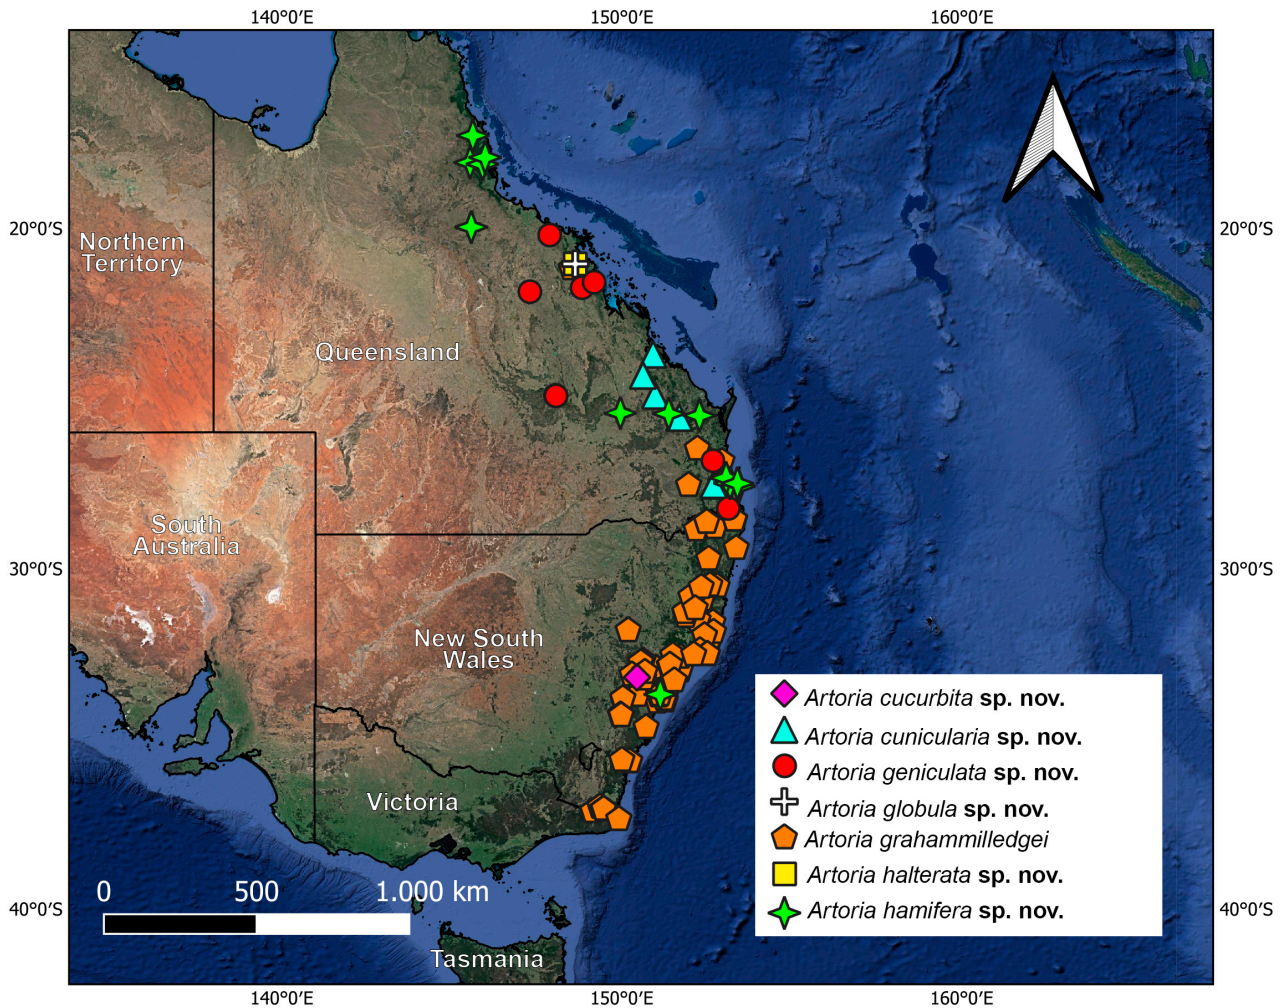 140°0′E 150°0′E 160°0′E
20°0′S 20°0′S
Northern
Territory
Queensland
South
Australia
30°0′S 30°0′S
New South
Wales
Artoria cucurbita sp. nov.
Artoria cunicularia sp. nov.
Artoria geniculata sp. nov.
Artoria globula sp. nov.
Artoria grahammilledgei
Artoria halterata sp. nov.
Artoria hamifera sp. nov.
Victoria
0 500 1.000 km
40°0′S 40°0′S
Tasmania
140°0′E 150°0′E 160°0′E